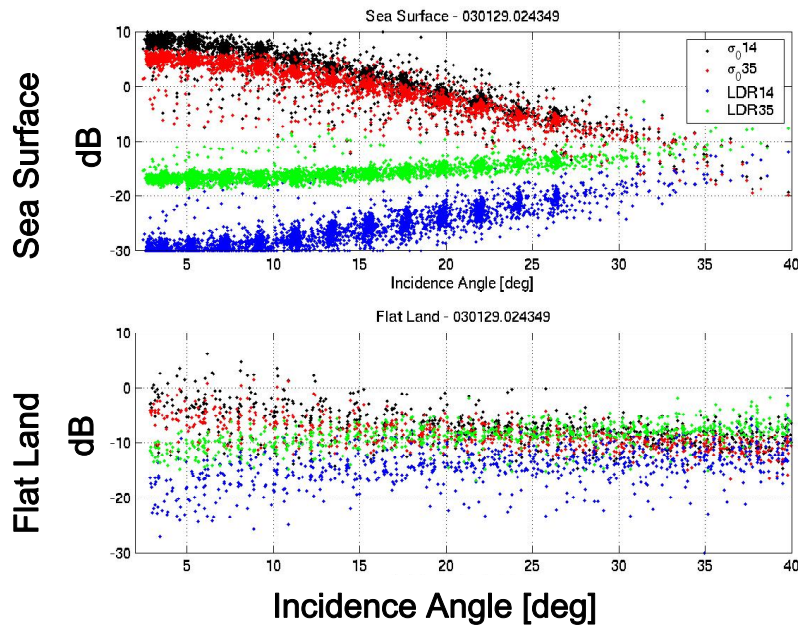 Sea Surface - 030129.024349
Sea Surface
dB
10
0
10
-20
-30
σ₀14
σ₀35
LDR14
LDR35
5 10 15 20 25 30 35 40
Incidence Angle [deg]
Flat Land - 030129.024349
Flat Land
dB
10
0
-10
-20
-30
5 10 15 20 25 30 35 40
Incidence Angle [deg]